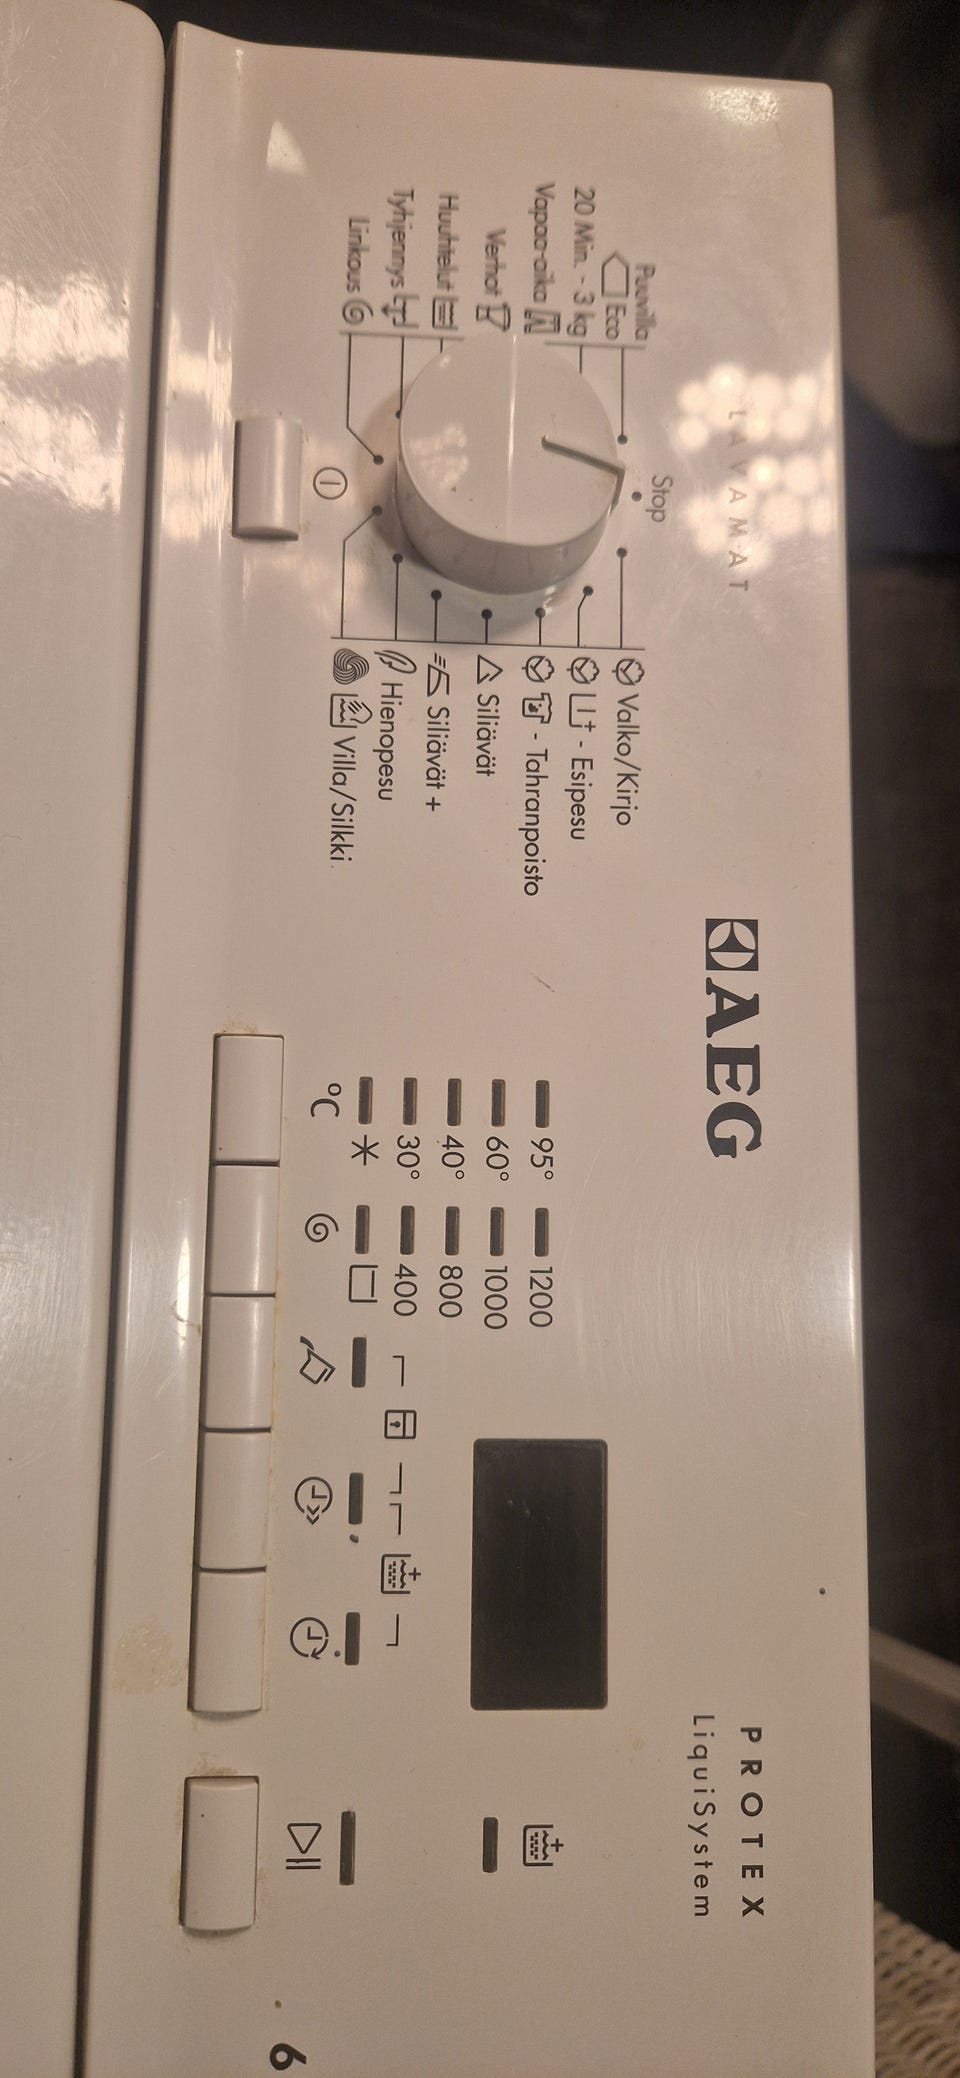 LAVAMAT
AEG
PROTEX
LiquiSystem
Stop
Puuvilla
Eco
20 Min. - 3 kg
Vapaa-aika
Verhot
Huuhtelut
Tyhjennys
Linkous
Valko/Kirjo
- Esipesu
- Tahranpoisto
Siliävät
Siliävät +
Hienopesu
Villa/Silkki
95° 1200
60° 1000
40° 800
30° 400
°C
6